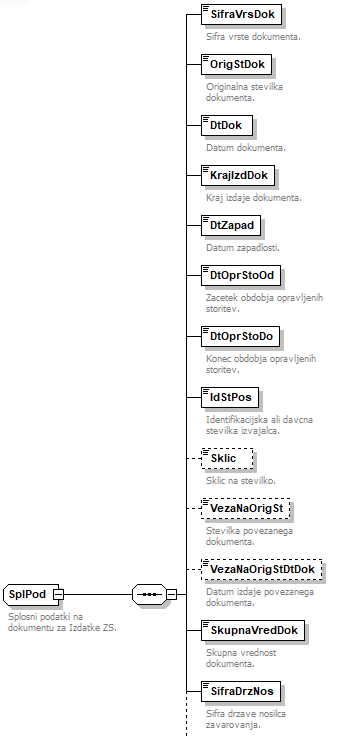 SifraVrsDok
Sifra vrste dokumenta.
OrigStDok
Originalna stevilka
dokumenta.
DtDok
Datum dokumenta.
KrajIzdDok
Kraj izdaje dokumenta.
DtZapad
Datum zapadlosti.
DtOprStoOd
Zacetek obdobja opravljenih
storitev.
DtOprStoDo
Konec obdobja opravljenih
storitev.
IdStPos
Identifikacijska ali davcna
stevilka izvajalca.
Sklic
Sklic na stevilko.
VezaNaOrigSt
Stevilka povezanega
dokumenta.
VezaNaOrigStDtDok
Datum izdaje povezanega
dokumenta.
SplPod
Splosni podatki na
dokumentu za Izdatke ZS.
SkupnaVredDok
Skupna vrednost
dokumenta.
SifraDrzNos
Sifra drzave nosilca
zavarovanja.